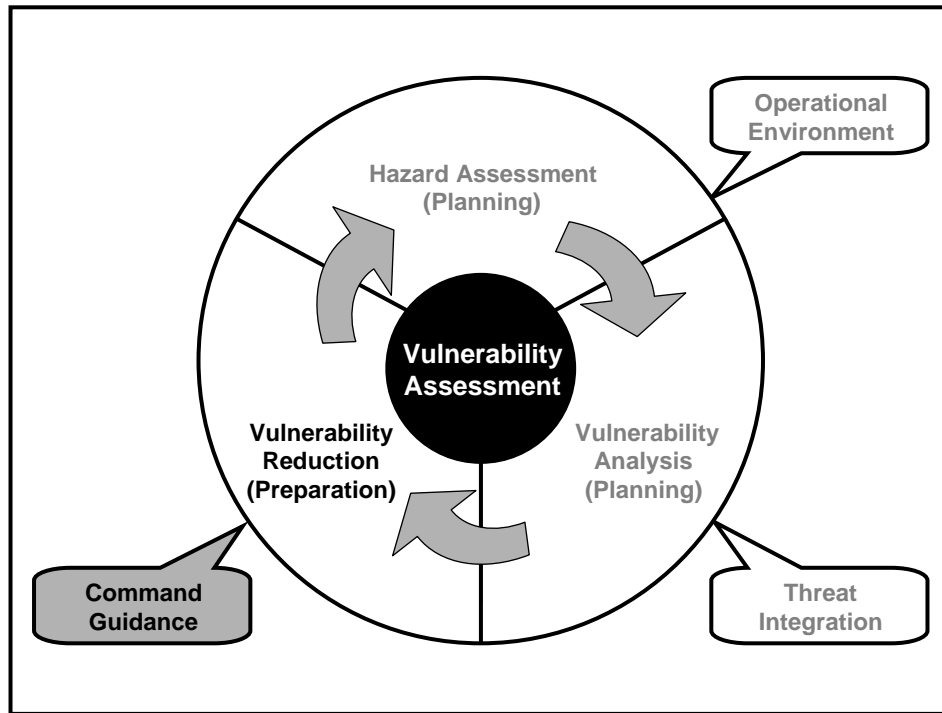 Operational
Environment
Hazard Assessment
(Planning)
Vulnerability
Assessment
Vulnerability
Reduction
(Preparation)
Vulnerability
Analysis
(Planning)
Command
Guidance
Threat
Integration